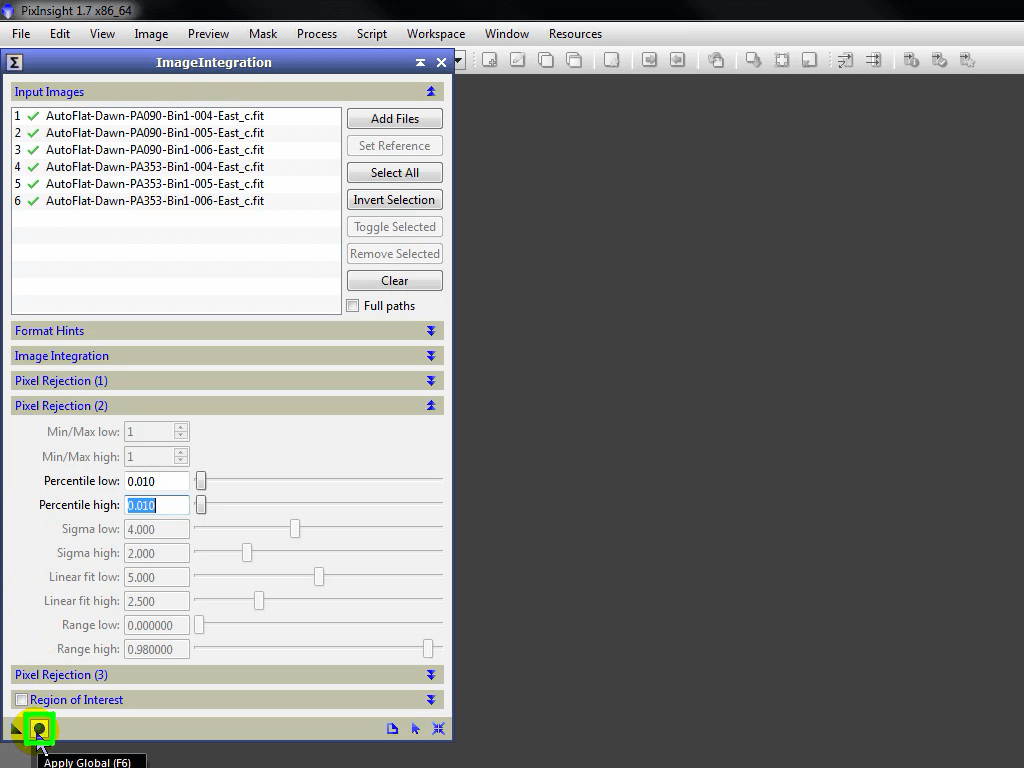 PixInsight 1.7 x86_64
File Edit View Image Preview Mask Process Script Workspace Window Resources
Σ ImageIntegration
Input Images
1 AutoFlat-Dawn-PA090-Bin1-004-East_c.fit
2 AutoFlat-Dawn-PA090-Bin1-005-East_c.fit
3 AutoFlat-Dawn-PA090-Bin1-006-East_c.fit
4 AutoFlat-Dawn-PA353-Bin1-004-East_c.fit
5 AutoFlat-Dawn-PA353-Bin1-005-East_c.fit
6 AutoFlat-Dawn-PA353-Bin1-006-East_c.fit
Add Files
Set Reference
Select All
Invert Selection
Toggle Selected
Remove Selected
Clear
Full paths
Format Hints
Image Integration
Pixel Rejection (1)
Pixel Rejection (2)
Min/Max low: 1
Min/Max high: 1
Percentile low: 0.010
Percentile high: 0.010
Sigma low: 4.000
Sigma high: 2.000
Linear fit low: 5.000
Linear fit high: 2.500
Range low: 0.000000
Range high: 0.980000
Pixel Rejection (3)
Region of Interest
Apply Global (F6)